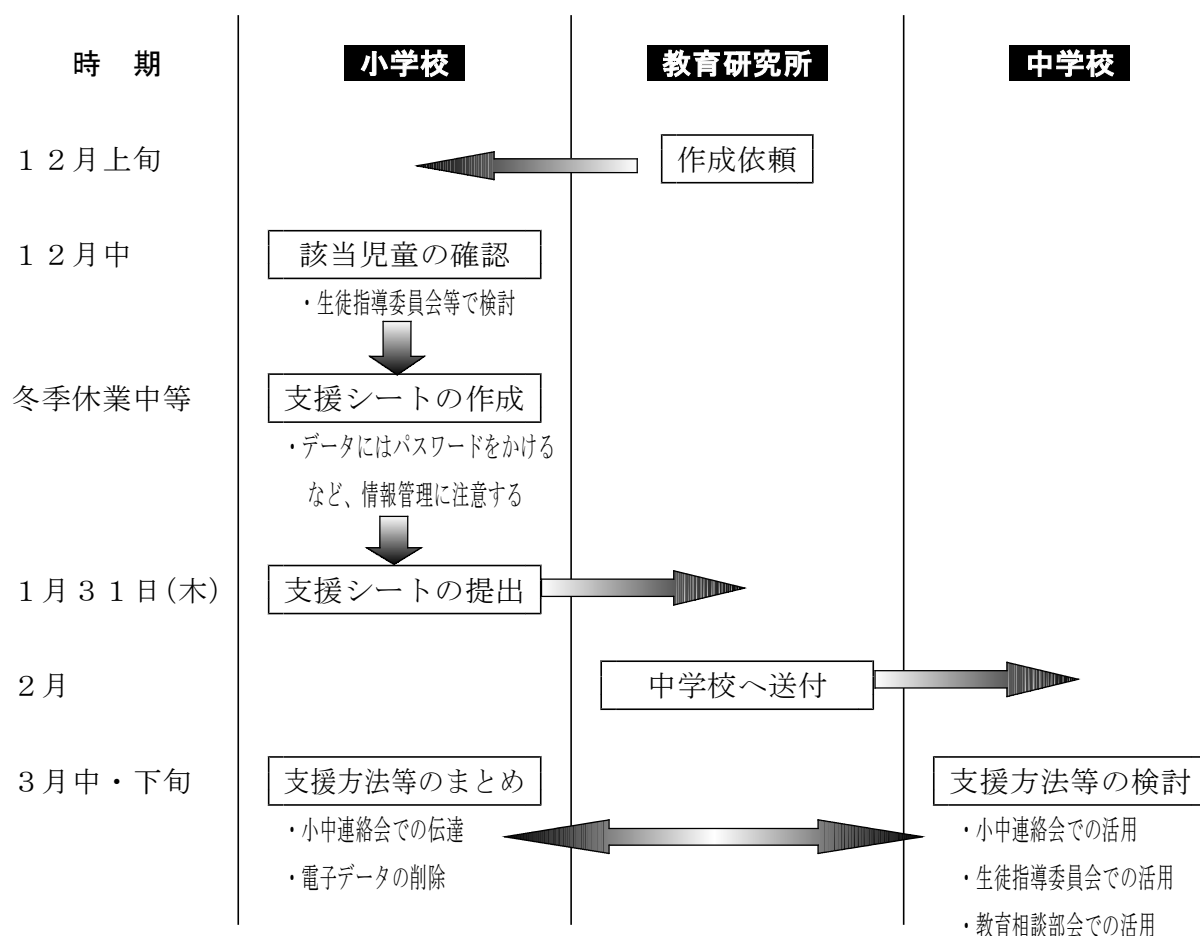 時　期
小学校
教育研究所
中学校
１２月上旬
作成依頼
１２月中
該当児童の確認
・生徒指導委員会等で検討
冬季休業中等
支援シートの作成
・データにはパスワードをかける
など、情報管理に注意する
１月３１日(木)
支援シートの提出
２月
中学校へ送付
３月中・下旬
支援方法等のまとめ
支援方法等の検討
・小中連絡会での伝達
・小中連絡会での活用
・電子データの削除
・生徒指導委員会での活用
・教育相談部会での活用